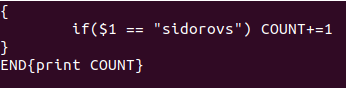 {
        if($1 == "sidorovs") COUNT+=1
}
END{print COUNT}